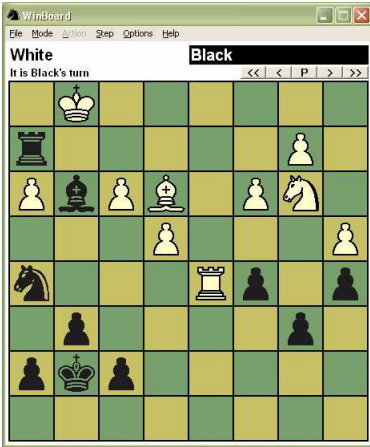 WinBoard
File Mode Action Step Options Help
White Black
It is Black's turn << < P > >>